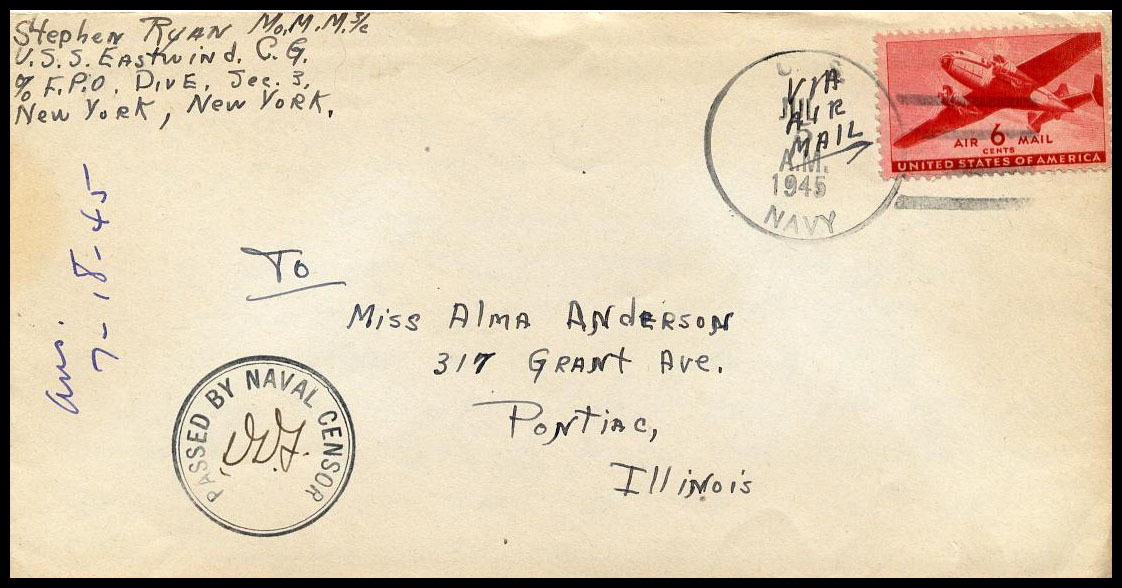 Stephen Ryan Mo.M.M.3/c
U.S.S. Eastwind. C.G.
% F.P.O. Dive, Sec. 3,
New York, New York.
U.S.
JUL
5
A.M.
1945
NAVY
VIA
AIR
MAIL
AIR 6 MAIL
CENTS
UNITED STATES OF AMERICA
7-18-45
To
Miss Alma Anderson
317 Grant Ave.
Pontiac,
Illinois
PASSED BY NAVAL CENSOR